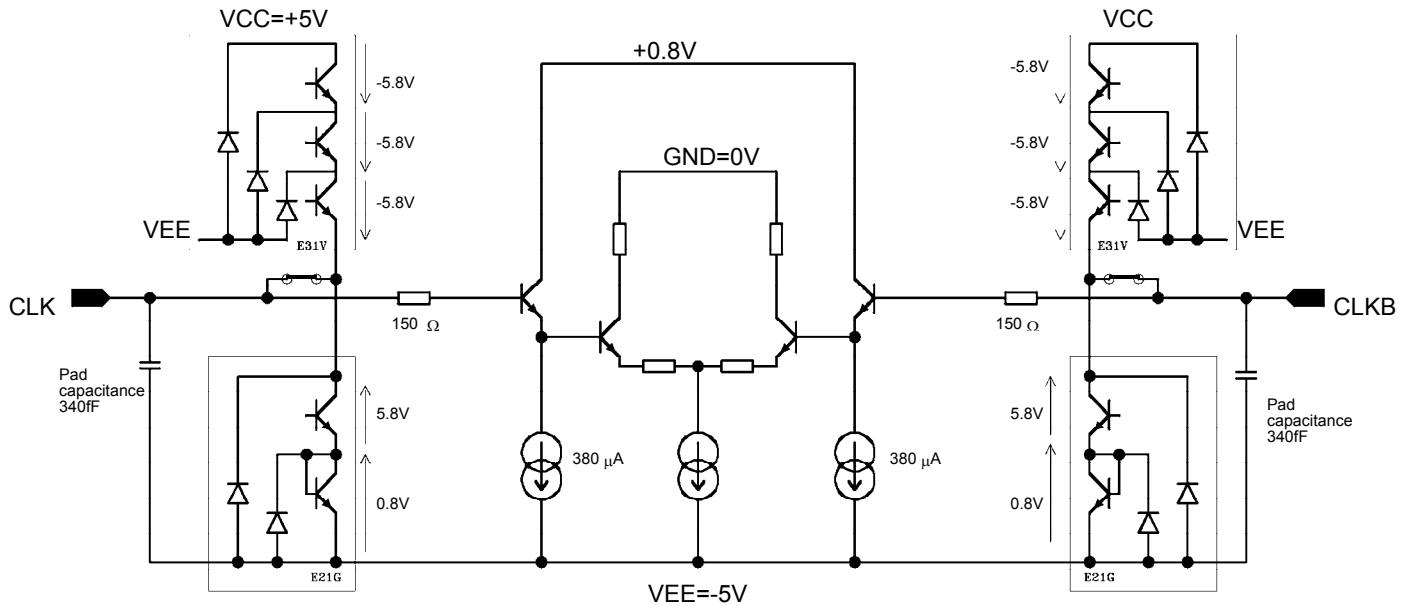 VCC=+5V
VCC
+0.8V
-5.8V
-5.8V
-5.8V
-5.8V
GND=0V
-5.8V
-5.8V
VEE
VEE
E31V
E31V
CLK
CLKB
150 Ω
150 Ω
Pad
capacitance
340fF
Pad
capacitance
340fF
5.8V
5.8V
380 µA
380 µA
0.8V
0.8V
E21G
E21G
VEE=-5V